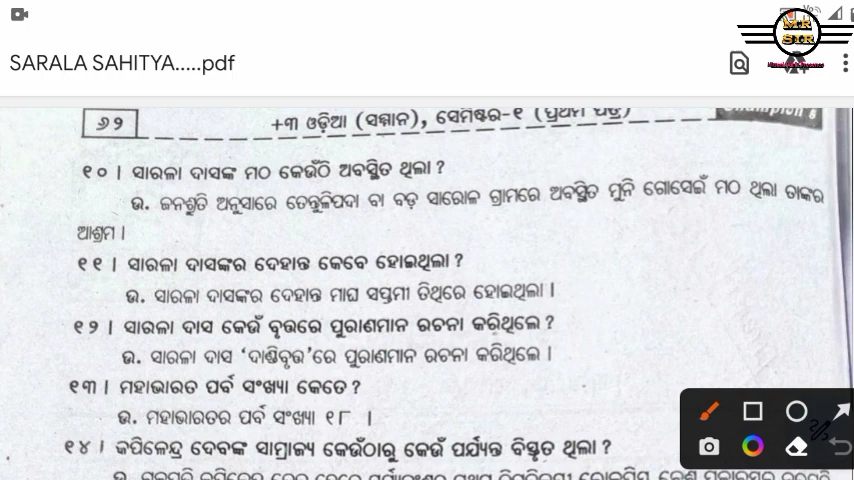 MR
SIR
SARALA SAHITYA.....pdf
୬୨
+୩ ଓଡ଼ିଆ (ସମ୍ମାନ), ସେମିଷ୍ଟର-୧ (ପ୍ରଥମ ପତ୍ର)
୧୦ । ସାରଳା ଦାସଙ୍କ ମଠ କେଉଁଠି ଅବସ୍ଥିତ ଥିଲା ?
ଉ. ଜନଶ୍ରୁତି ଅନୁସାରେ ତେନ୍ତୁଳିପଦା ବା ବଡ଼ ସାରୋଳ ଗ୍ରାମରେ ଅବସ୍ଥିତ ମୁନି ଗୋସେଇଁ ମଠ ଥିଲା ତାଙ୍କର
ଆଶ୍ରମ ।
୧୧ । ସାରଳା ଦାସଙ୍କର ଦେହାନ୍ତ କେବେ ହୋଇଥିଲା ?
ଉ. ସାରଳା ଦାସଙ୍କର ଦେହାନ୍ତ ମାଘ ସପ୍ତମୀ ତିଥିରେ ହୋଇଥିଲା ।
୧୨ । ସାରଳା ଦାସ କେଉଁ ବୃତ୍ତରେ ପୁରାଣମାନ ରଚନା କରିଥିଲେ ?
ଉ. ସାରଳା ଦାସ ‘ଦାଣ୍ଡିବୃତ୍ତ’ରେ ପୁରାଣମାନ ରଚନା କରିଥିଲେ ।
୧୩ । ମହାଭାରତ ପର୍ବ ସଂଖ୍ୟା କେତେ ?
ଉ. ମହାଭାରତର ପର୍ବ ସଂଖ୍ୟା ୧୮ ।
୧୪ । କପିଳେନ୍ଦ୍ର ଦେବଙ୍କ ସାମ୍ରାଜ୍ୟ କେଉଁଠାରୁ କେଉଁ ପର୍ଯ୍ୟନ୍ତ ବିସ୍ତୃତ ଥିଲା ?